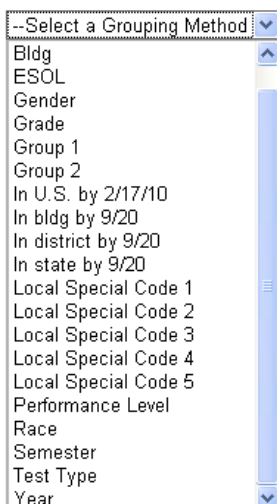 --Select a Grouping Method
Bldg
ESOL
Gender
Grade
Group 1
Group 2
In U.S. by 2/17/10
In bldg by 9/20
In district by 9/20
In state by 9/20
Local Special Code 1
Local Special Code 2
Local Special Code 3
Local Special Code 4
Local Special Code 5
Performance Level
Race
Semester
Test Type
Year